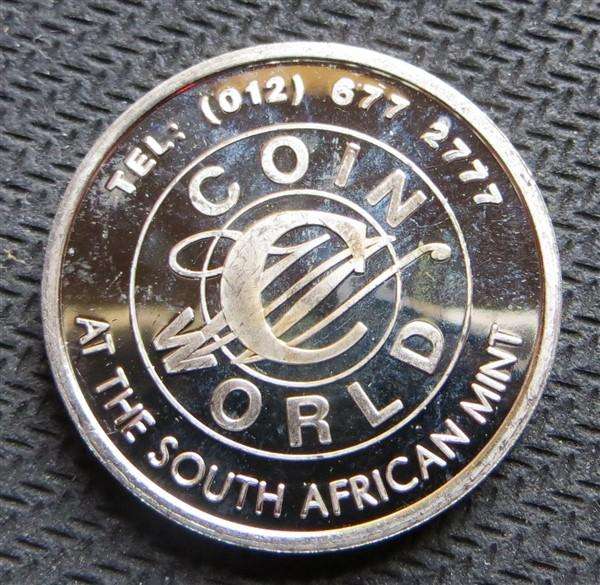 TEL: (012) 677 2777
COIN
WORLD
AT THE SOUTH AFRICAN MINT